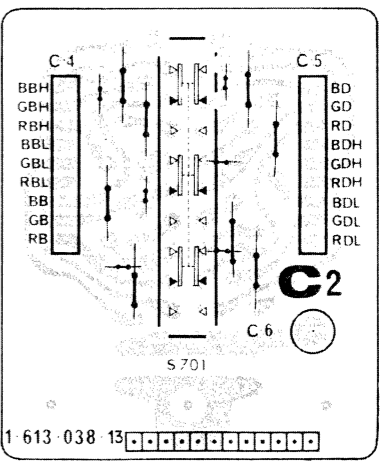 C·4
C·5
BBH
GBH
RBH
BBL
GBL
RBL
BB
GB
RB
BD
GD
RD
BDH
GDH
RDH
BDL
GDL
RDL
C2
C·6
S701
1·613·038·13